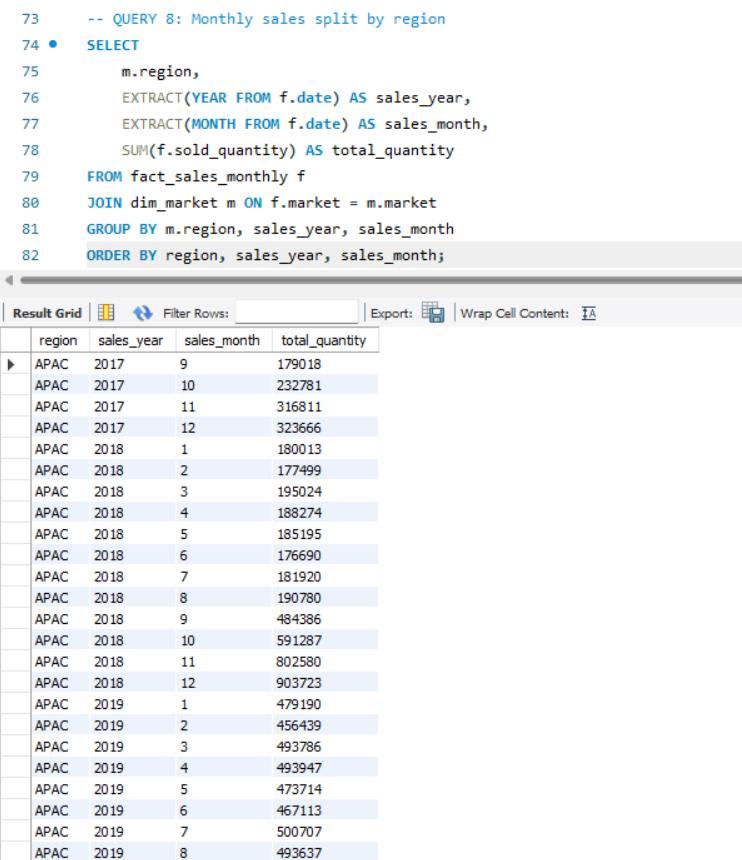 73 -- QUERY 8: Monthly sales split by region
74 SELECT
75 m.region,
76 EXTRACT(YEAR FROM f.date) AS sales_year,
77 EXTRACT(MONTH FROM f.date) AS sales_month,
78 SUM(f.sold_quantity) AS total_quantity
79 FROM fact_sales_monthly f
80 JOIN dim_market m ON f.market = m.market
81 GROUP BY m.region, sales_year, sales_month
82 ORDER BY region, sales_year, sales_month;
Result Grid Filter Rows: Export: Wrap Cell Content: IA
region sales_year sales_month total_quantity
APAC 2017 9 179018
APAC 2017 10 232781
APAC 2017 11 316811
APAC 2017 12 323666
APAC 2018 1 180013
APAC 2018 2 177499
APAC 2018 3 195024
APAC 2018 4 188274
APAC 2018 5 185195
APAC 2018 6 176690
APAC 2018 7 181920
APAC 2018 8 190780
APAC 2018 9 484386
APAC 2018 10 591287
APAC 2018 11 802580
APAC 2018 12 903723
APAC 2019 1 479190
APAC 2019 2 456439
APAC 2019 3 493786
APAC 2019 4 493947
APAC 2019 5 473714
APAC 2019 6 467113
APAC 2019 7 500707
APAC 2019 8 493637